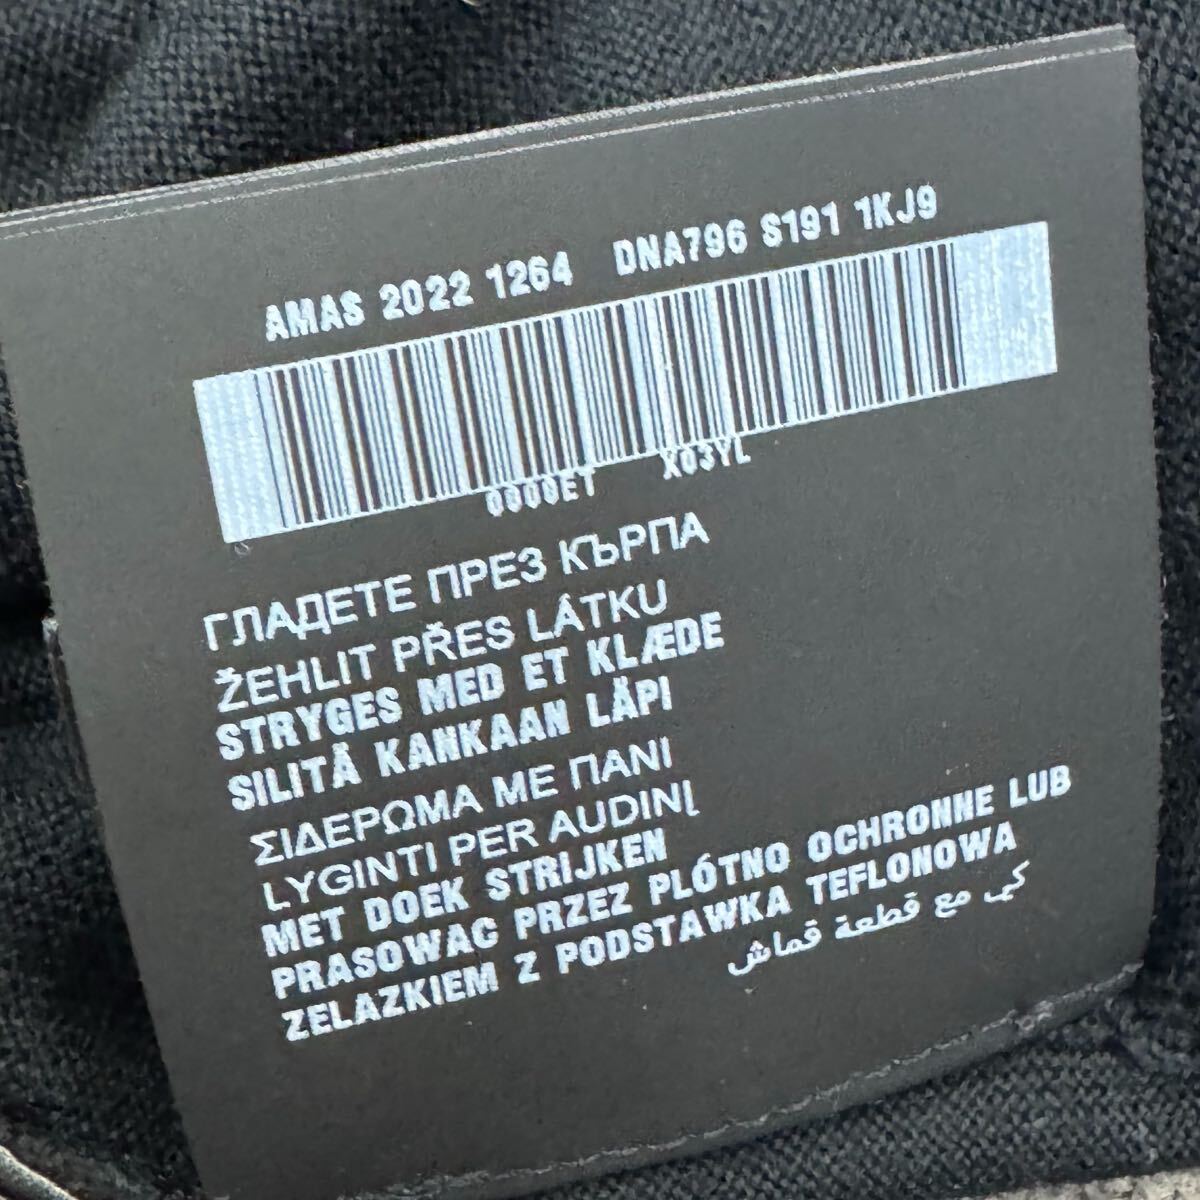 AMAS 2022 1264 DNA796 S191 1KJ9
0000ET X03YL
ГЛАДЕТЕ ПРЕЗ КЪРПА
ŽEHLIT PŘES LÁTKU
STRYGES MED ET KLÆDE
SILITÄ KANKAAN LÄPI
ΣΙΔΕΡΩΜΑ ΜΕ ΠΑΝΙ
LYGINTI PER AUDINĮ
MET DOEK STRIJKEN
PRASOWAC PRZEZ PLÓTNO OCHRONNE LUB
ZELAZKIEM Z PODSTAWKA TEFLONOWA
كي مع قطعة قماش